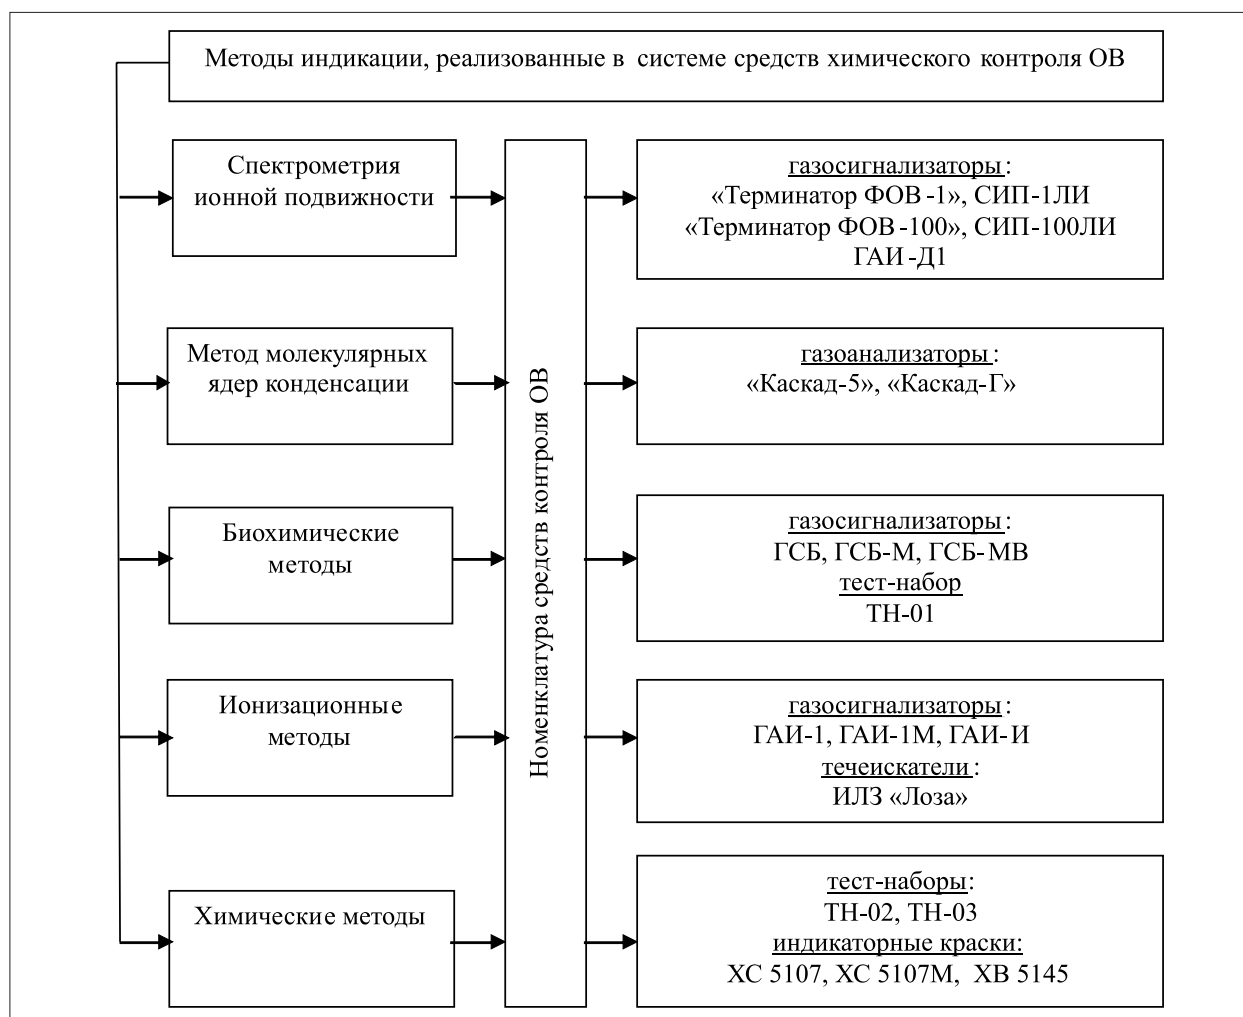 Методы индикации, реализованные в системе средств химического контроля ОВ
Спектрометрия
ионной подвижности
газосигнализаторы:
«Терминатор ФОВ-1», СИП-1ЛИ
«Терминатор ФОВ-100», СИП-100ЛИ
ГАИ-Д1
Метод молекулярных
ядер конденсации
газоанализаторы:
«Каскад-5», «Каскад-Г»
Номенклатура средств контроля ОВ
Биохимические
методы
газосигнализаторы:
ГСБ, ГСБ-М, ГСБ-МВ
тест-набор
ТН-01
Ионизационные
методы
газосигнализаторы:
ГАИ-1, ГАИ-1М, ГАИ-И
течеискатели:
ИЛЗ «Лоза»
Химические методы
тест-наборы:
ТН-02, ТН-03
индикаторные краски:
ХС 5107, ХС 5107М, ХВ 5145